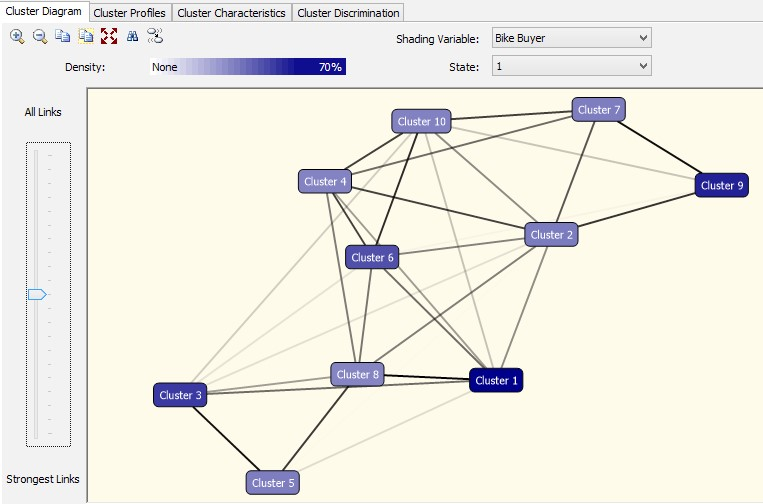 Cluster Diagram Cluster Profiles Cluster Characteristics Cluster Discrimination
Shading Variable: Bike Buyer
Density: None 70% State: 1
All Links
Cluster 10
Cluster 7
Cluster 4
Cluster 9
Cluster 2
Cluster 6
Cluster 8
Cluster 1
Cluster 3
Strongest Links
Cluster 5